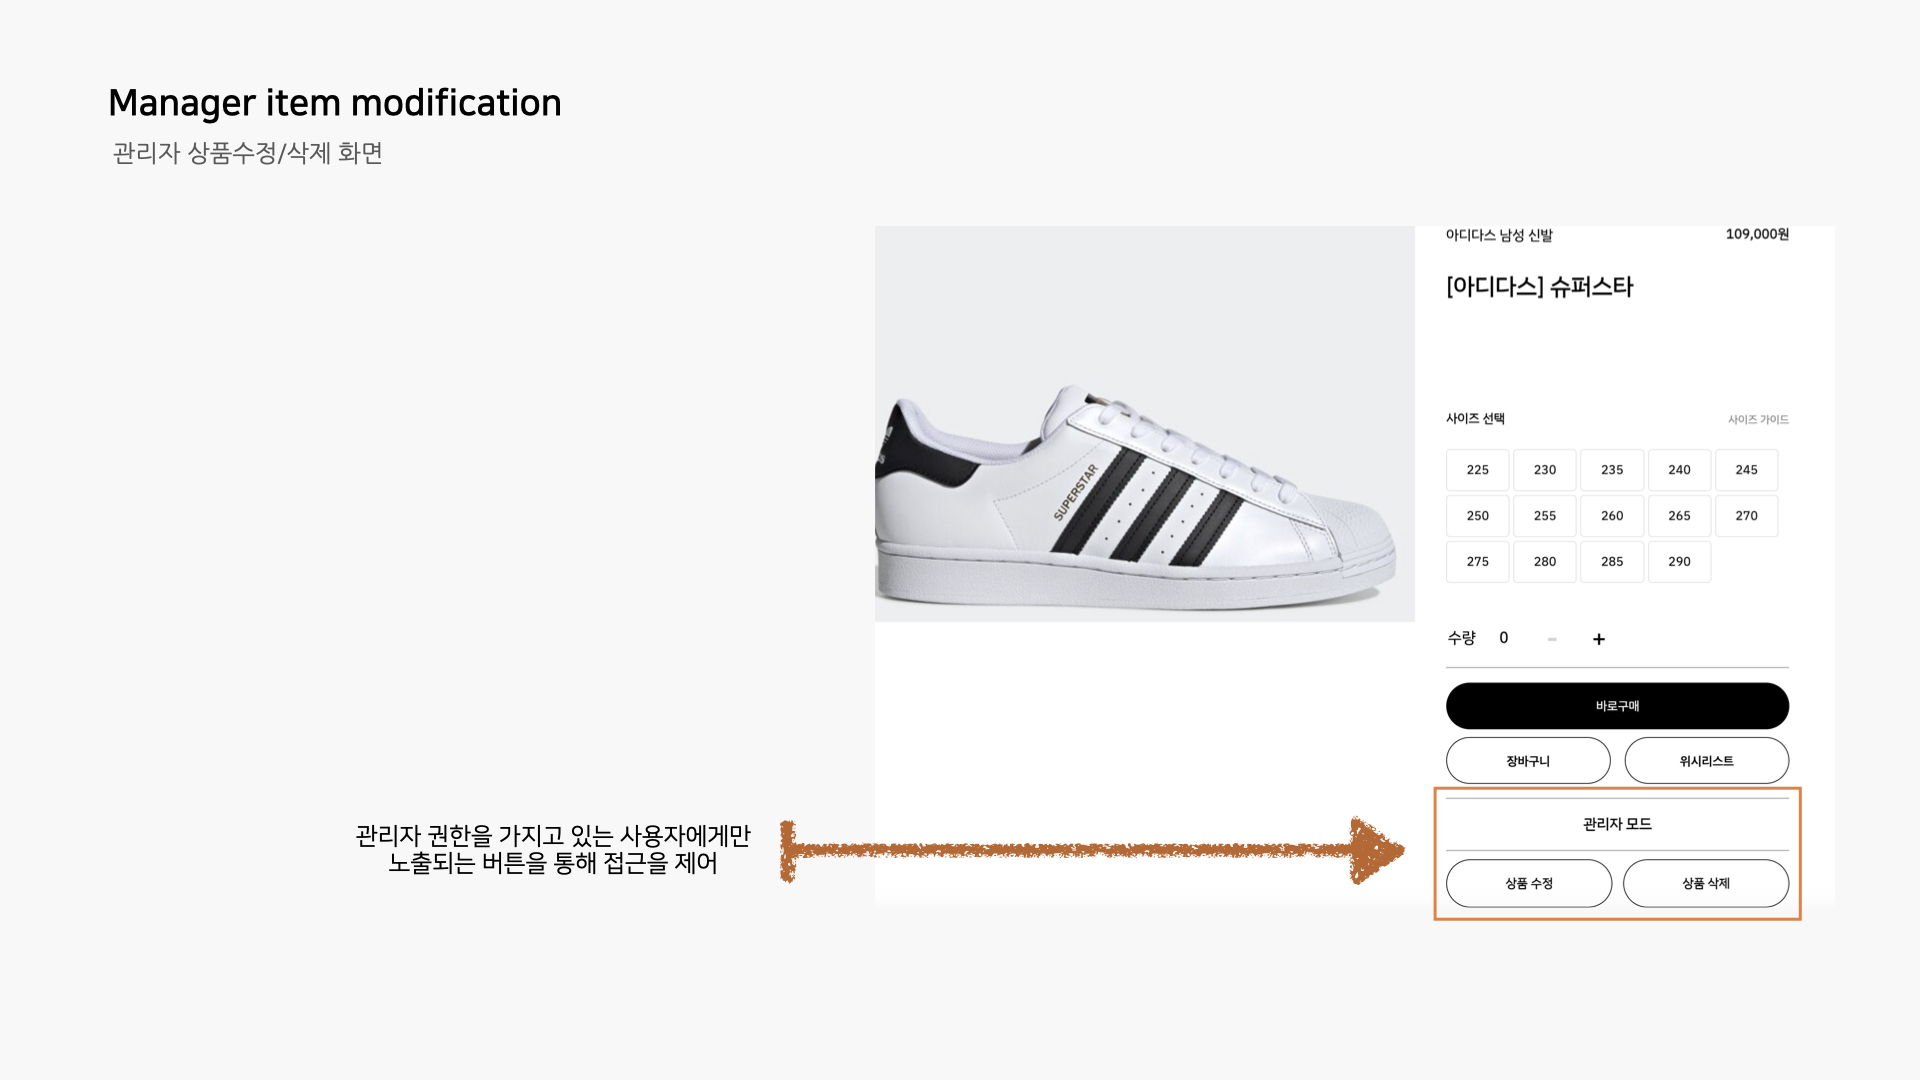 Manager item modification
관리자 상품수정/삭제 화면
아디다스 남성 신발
109,000원
[아디다스] 슈퍼스타
SUPERSTAR
사이즈 선택
사이즈 가이드
225 230 235 240 245
250 255 260 265 270
275 280 285 290
수량 0 - +
바로구매
장바구니 위시리스트
관리자 모드
상품 수정 상품 삭제
관리자 권한을 가지고 있는 사용자에게만
노출되는 버튼을 통해 접근을 제어